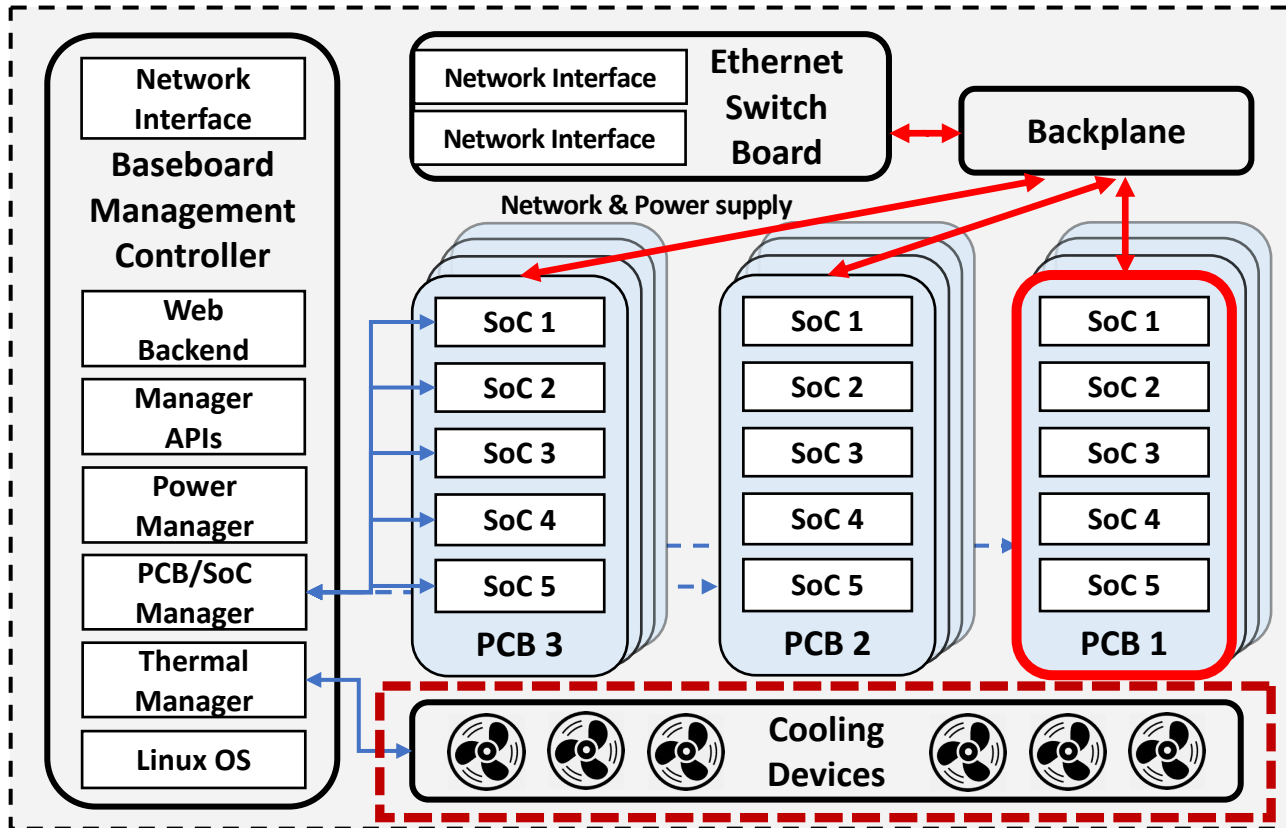 Network
Interface
Baseboard
Management
Controller
Web
Backend
Manager
APIs
Power
Manager
PCB/SoC
Manager
Thermal
Manager
Linux OS
Network Interface
Network Interface
Ethernet
Switch
Board
Backplane
Network & Power supply
SoC 1
SoC 2
SoC 3
SoC 4
SoC 5
PCB 3
SoC 1
SoC 2
SoC 3
SoC 4
SoC 5
PCB 2
SoC 1
SoC 2
SoC 3
SoC 4
SoC 5
PCB 1
Cooling
Devices